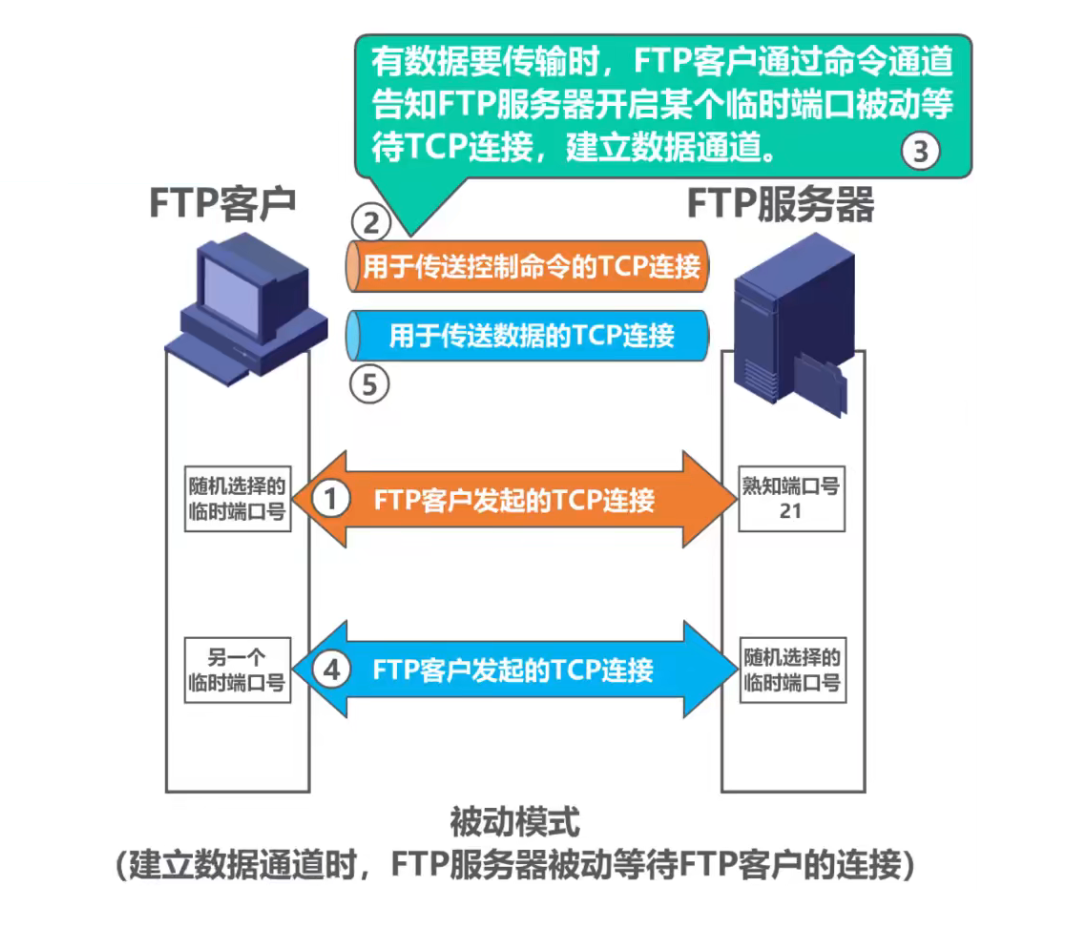 有数据要传输时，FTP客户通过命令通道
告知FTP服务器开启某个临时端口被动等
待TCP连接，建立数据通道。
③
FTP客户
FTP服务器
②
用于传送控制命令的TCP连接
用于传送数据的TCP连接
⑤
随机选择的
临时端口号
①
FTP客户发起的TCP连接
熟知端口号
21
另一个
临时端口号
④
FTP客户发起的TCP连接
随机选择的
临时端口号
被动模式
（建立数据通道时，FTP服务器被动等待FTP客户的连接）